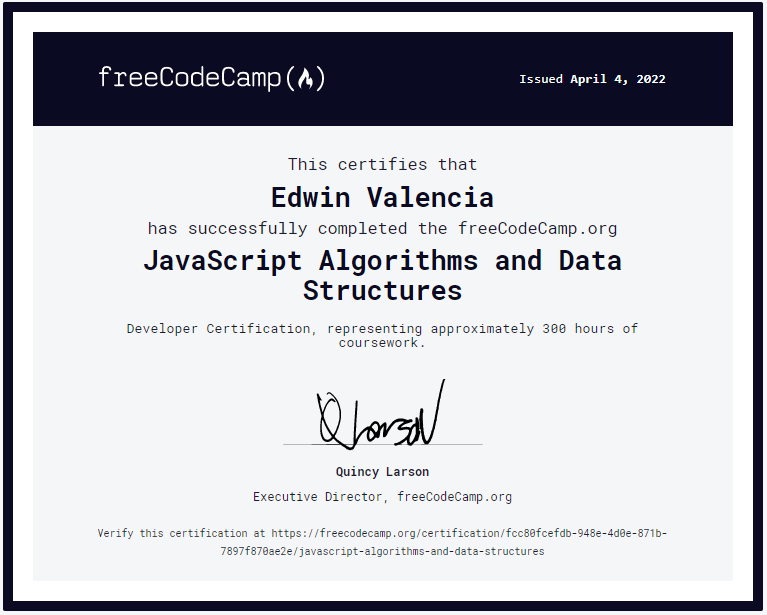 freeCodeCamp(🔥)
Issued April 4, 2022
This certifies that
Edwin Valencia
has successfully completed the freeCodeCamp.org
JavaScript Algorithms and Data
Structures
Developer Certification, representing approximately 300 hours of
coursework.
Q Larson
Quincy Larson
Executive Director, freeCodeCamp.org
Verify this certification at https://freecodecamp.org/certification/fcc80fcefdb-948e-4d0e-871b-
7897f870ae2e/javascript-algorithms-and-data-structures